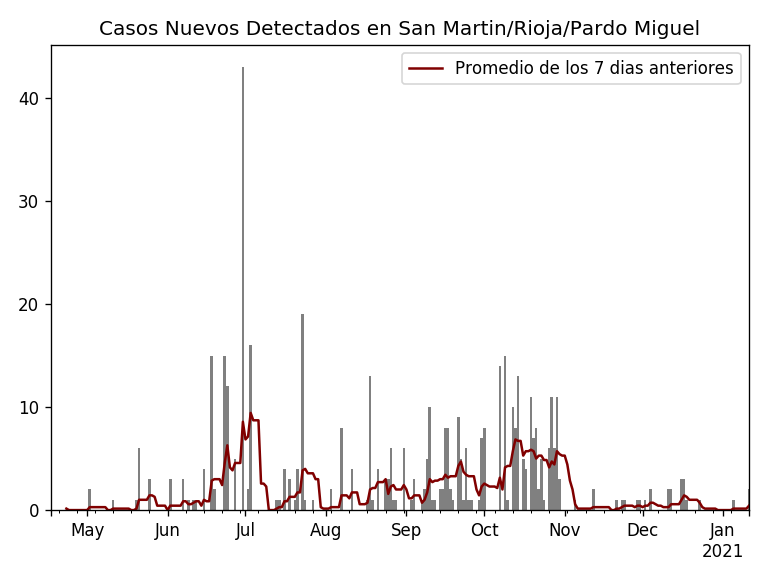 Casos Nuevos Detectados en San Martin/Rioja/Pardo Miguel
Promedio de los 7 dias anteriores
40
30
20
10
0
May Jun Jul Aug Sep Oct Nov Dec Jan
2021